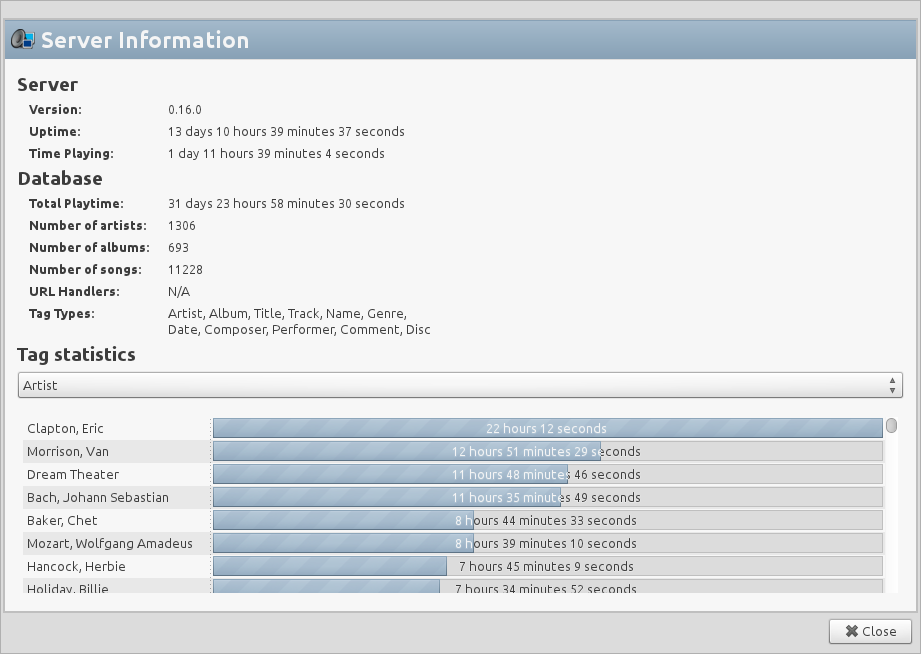 Server Information
Server
Version: 0.16.0
Uptime: 13 days 10 hours 39 minutes 37 seconds
Time Playing: 1 day 11 hours 39 minutes 4 seconds
Database
Total Playtime: 31 days 23 hours 58 minutes 30 seconds
Number of artists: 1306
Number of albums: 693
Number of songs: 11228
URL Handlers: N/A
Tag Types: Artist, Album, Title, Track, Name, Genre,
Date, Composer, Performer, Comment, Disc
Tag statistics
Artist
Clapton, Eric 22 hours 12 seconds
Morrison, Van 12 hours 51 minutes 29 seconds
Dream Theater 11 hours 48 minutes 46 seconds
Bach, Johann Sebastian 11 hours 35 minutes 49 seconds
Baker, Chet 8 hours 44 minutes 33 seconds
Mozart, Wolfgang Amadeus 8 hours 39 minutes 10 seconds
Hancock, Herbie 7 hours 45 minutes 9 seconds
Holiday, Billie 7 hours 34 minutes 52 seconds
Close